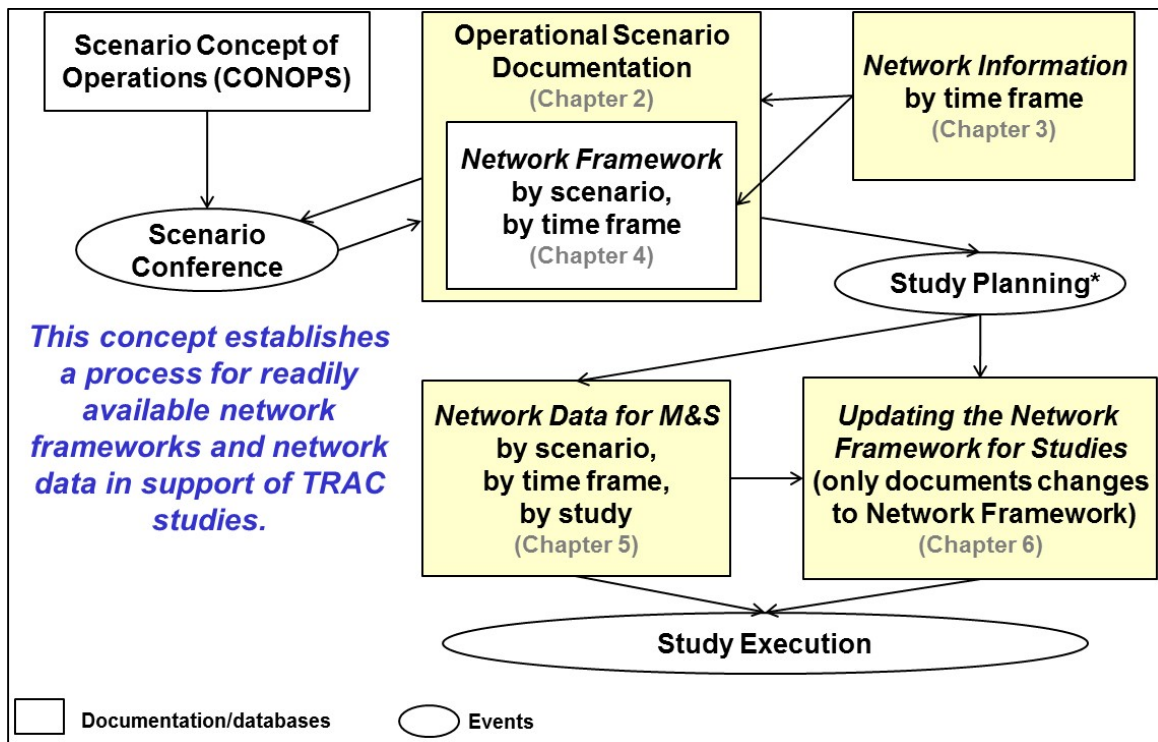 Scenario Concept of
Operations (CONOPS)
Operational Scenario
Documentation
(Chapter 2)
Network Framework
by scenario,
by time frame
(Chapter 4)
Network Information
by time frame
(Chapter 3)
Scenario
Conference
Study Planning*
This concept establishes
a process for readily
available network
frameworks and network
data in support of TRAC
studies.
Network Data for M&S
by scenario,
by time frame,
by study
(Chapter 5)
Updating the Network
Framework for Studies
(only documents changes
to Network Framework)
(Chapter 6)
Study Execution
Documentation/databases
Events